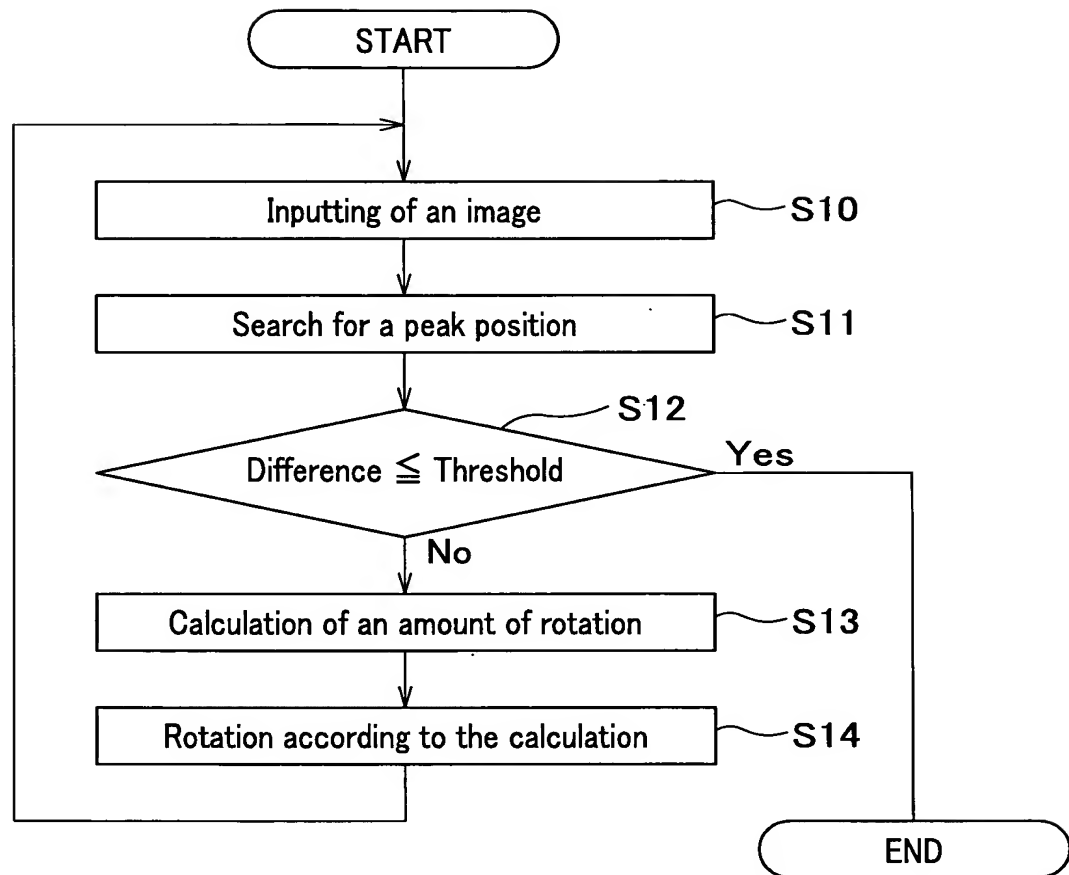 START
Inputting of an image
S10
Search for a peak position
S11
S12
Difference ≦ Threshold
Yes
No
Calculation of an amount of rotation
S13
Rotation according to the calculation
S14
END